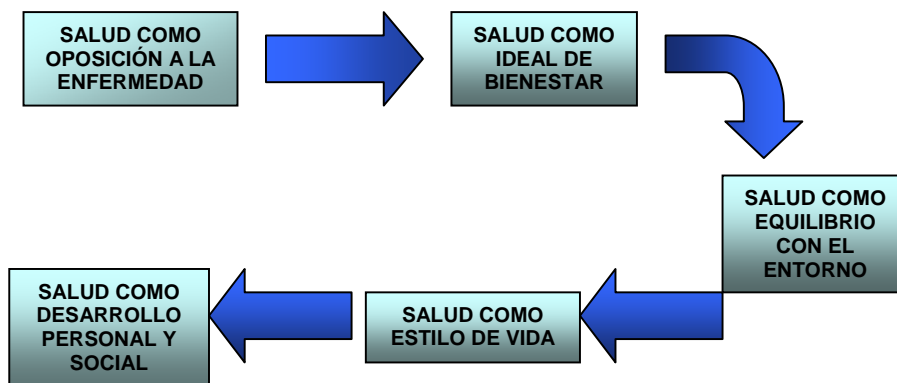 SALUD COMO
OPOSICIÓN A LA
ENFERMEDAD
SALUD COMO
IDEAL DE
BIENESTAR
SALUD COMO
EQUILIBRIO
CON EL
ENTORNO
SALUD COMO
ESTILO DE VIDA
SALUD COMO
DESARROLLO
PERSONAL Y
SOCIAL